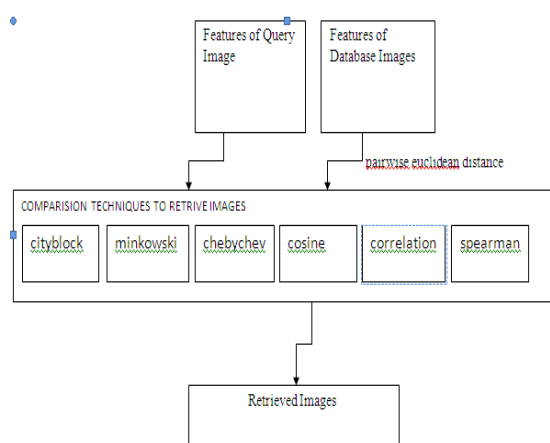 Features of Query
Image
Features of
Database Images
pairwise euclidean distance
COMPARISION TECHNIQUES TO RETRIVE IMAGES
cityblock
minkowski
chebychev
cosine
correlation
spearman
Retrieved Images